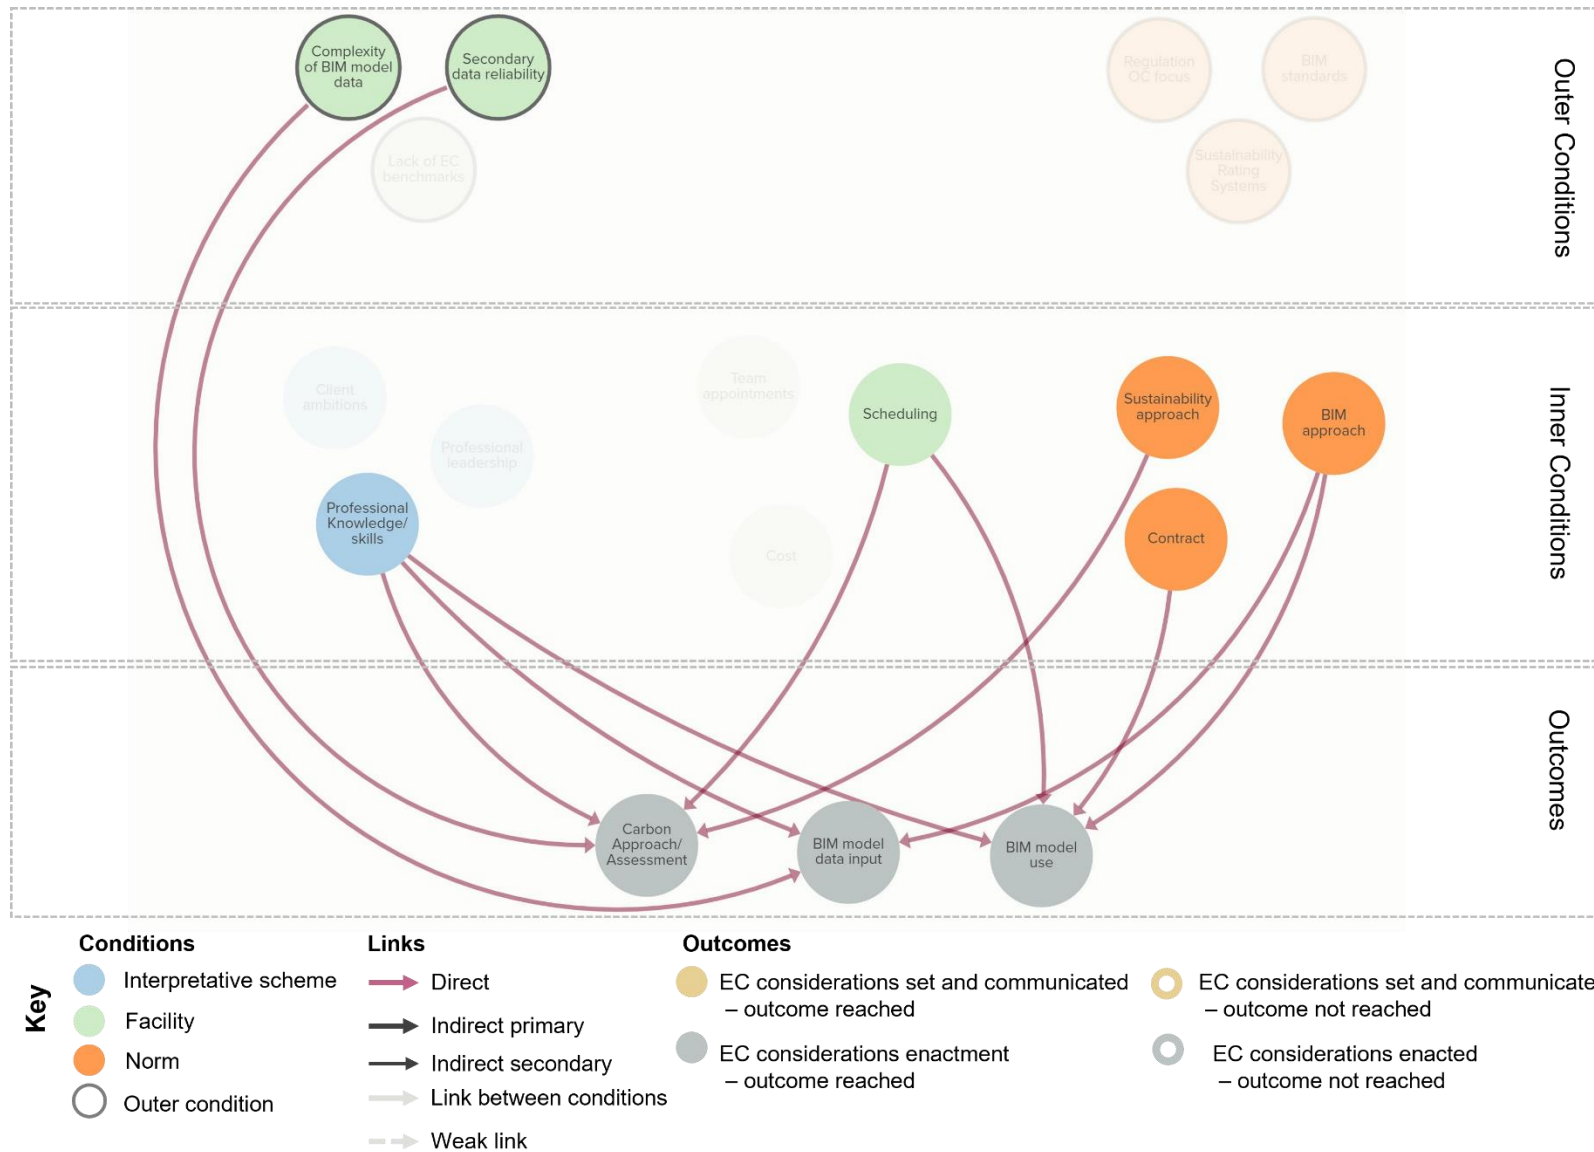 Complexity
of BIM model
data
Secondary
data reliability
Lack of EC
benchmarks
Regulation
OC focus
BIM
standards
Sustainability
Rating
Systems
Outer Conditions
Client
ambitions
Professional
leadership
Professional
Knowledge/
skills
Team
appointments
Scheduling
Cost
Sustainability
approach
BIM
approach
Contract
Inner Conditions
Carbon
Approach/
Assessment
BIM model
data input
BIM model
use
Outcomes
Key
Conditions
Interpretative scheme
Facility
Norm
Outer condition
Links
Direct
Indirect primary
Indirect secondary
Link between conditions
Weak link
Outcomes
EC considerations set and communicated
– outcome reached
EC considerations enactment
– outcome reached
EC considerations set and communicate
– outcome not reached
EC considerations enacted
– outcome not reached